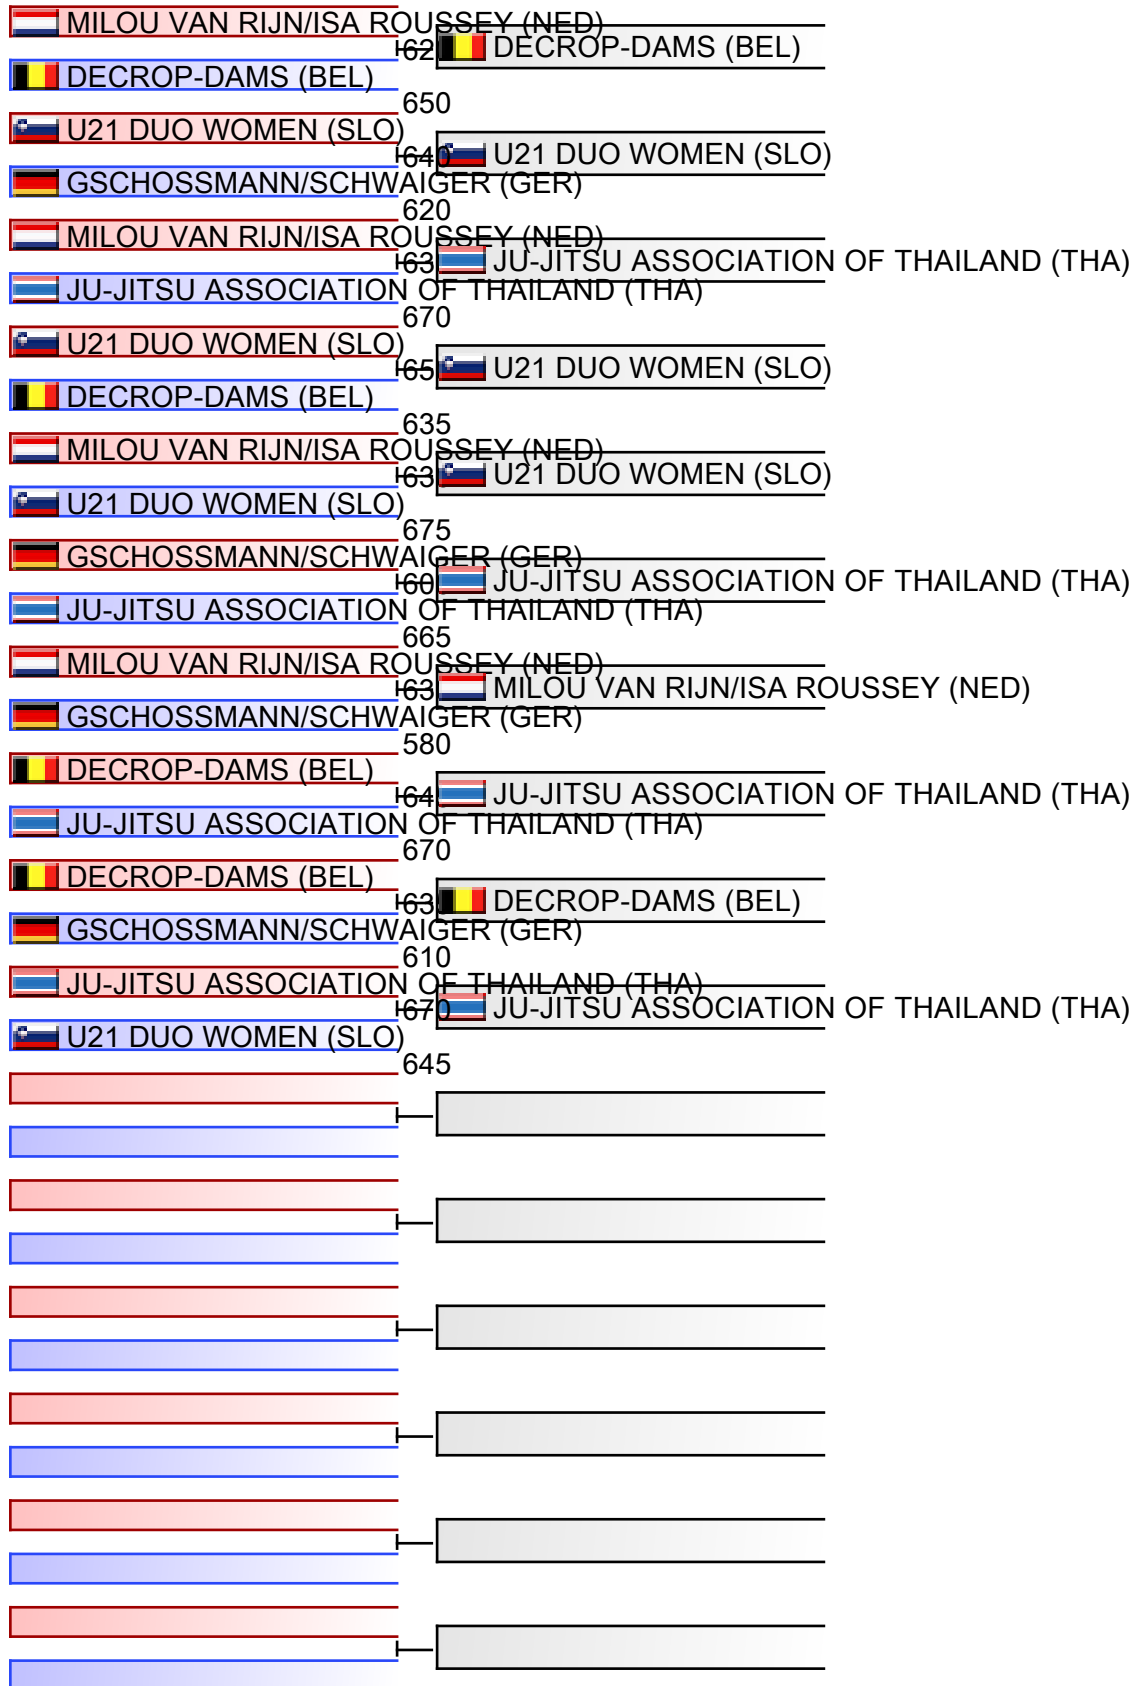 MILOU VAN RIJN/ISA ROUSSEY (NED)
DECROP-DAMS (BEL)
DECROP-DAMS (BEL)
650
U21 DUO WOMEN (SLO)
640
U21 DUO WOMEN (SLO)
GSCHOSSMANN/SCHWAIGER (GER)
620
MILOU VAN RIJN/ISA ROUSSEY (NED)
JU-JITSU ASSOCIATION OF THAILAND (THA)
JU-JITSU ASSOCIATION OF THAILAND (THA)
670
U21 DUO WOMEN (SLO)
U21 DUO WOMEN (SLO)
DECROP-DAMS (BEL)
635
MILOU VAN RIJN/ISA ROUSSEY (NED)
U21 DUO WOMEN (SLO)
U21 DUO WOMEN (SLO)
675
GSCHOSSMANN/SCHWAIGER (GER)
JU-JITSU ASSOCIATION OF THAILAND (THA)
JU-JITSU ASSOCIATION OF THAILAND (THA)
665
MILOU VAN RIJN/ISA ROUSSEY (NED)
MILOU VAN RIJN/ISA ROUSSEY (NED)
GSCHOSSMANN/SCHWAIGER (GER)
580
DECROP-DAMS (BEL)
JU-JITSU ASSOCIATION OF THAILAND (THA)
JU-JITSU ASSOCIATION OF THAILAND (THA)
670
DECROP-DAMS (BEL)
DECROP-DAMS (BEL)
GSCHOSSMANN/SCHWAIGER (GER)
610
JU-JITSU ASSOCIATION OF THAILAND (THA)
670
JU-JITSU ASSOCIATION OF THAILAND (THA)
U21 DUO WOMEN (SLO)
645